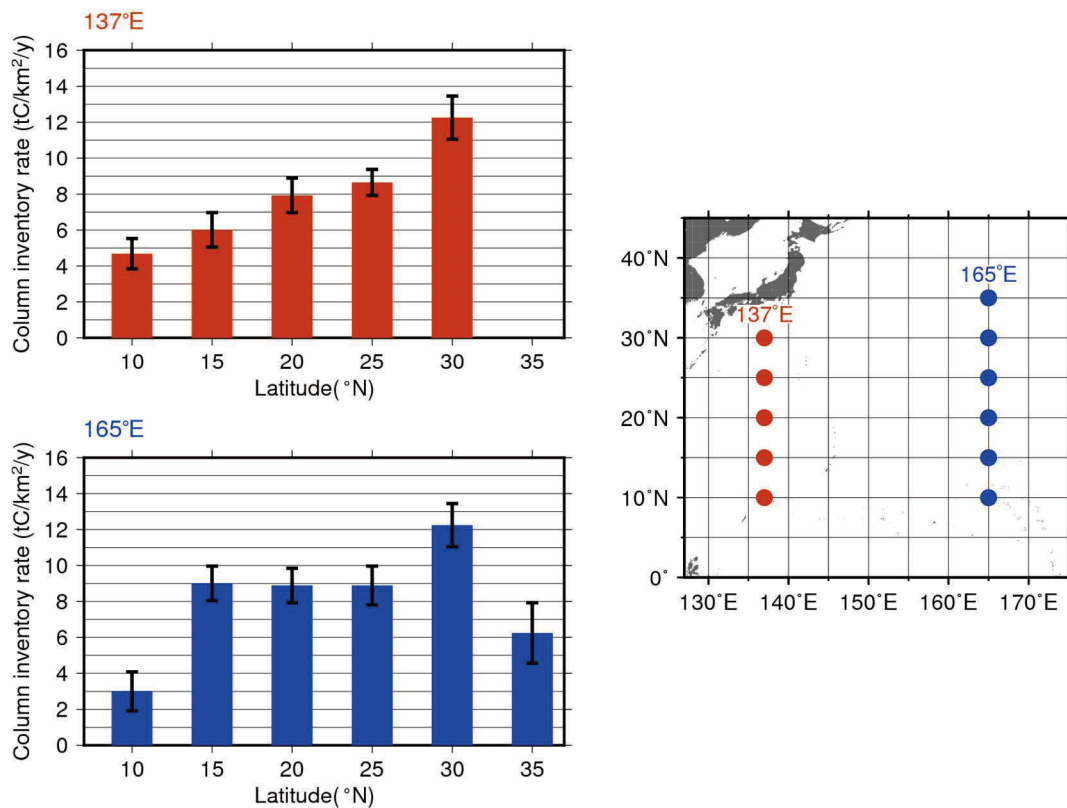 137°E
Column inventory rate (tC/km²/y)
16
14
12
10
8
6
4
2
0
10 15 20 25 30 35
Latitude(°N)
165°E
Column inventory rate (tC/km²/y)
16
14
12
10
8
6
4
2
0
10 15 20 25 30 35
Latitude(°N)
40°N
30°N
20°N
10°N
0°
130°E 140°E 150°E 160°E 170°E
137°E
165°E